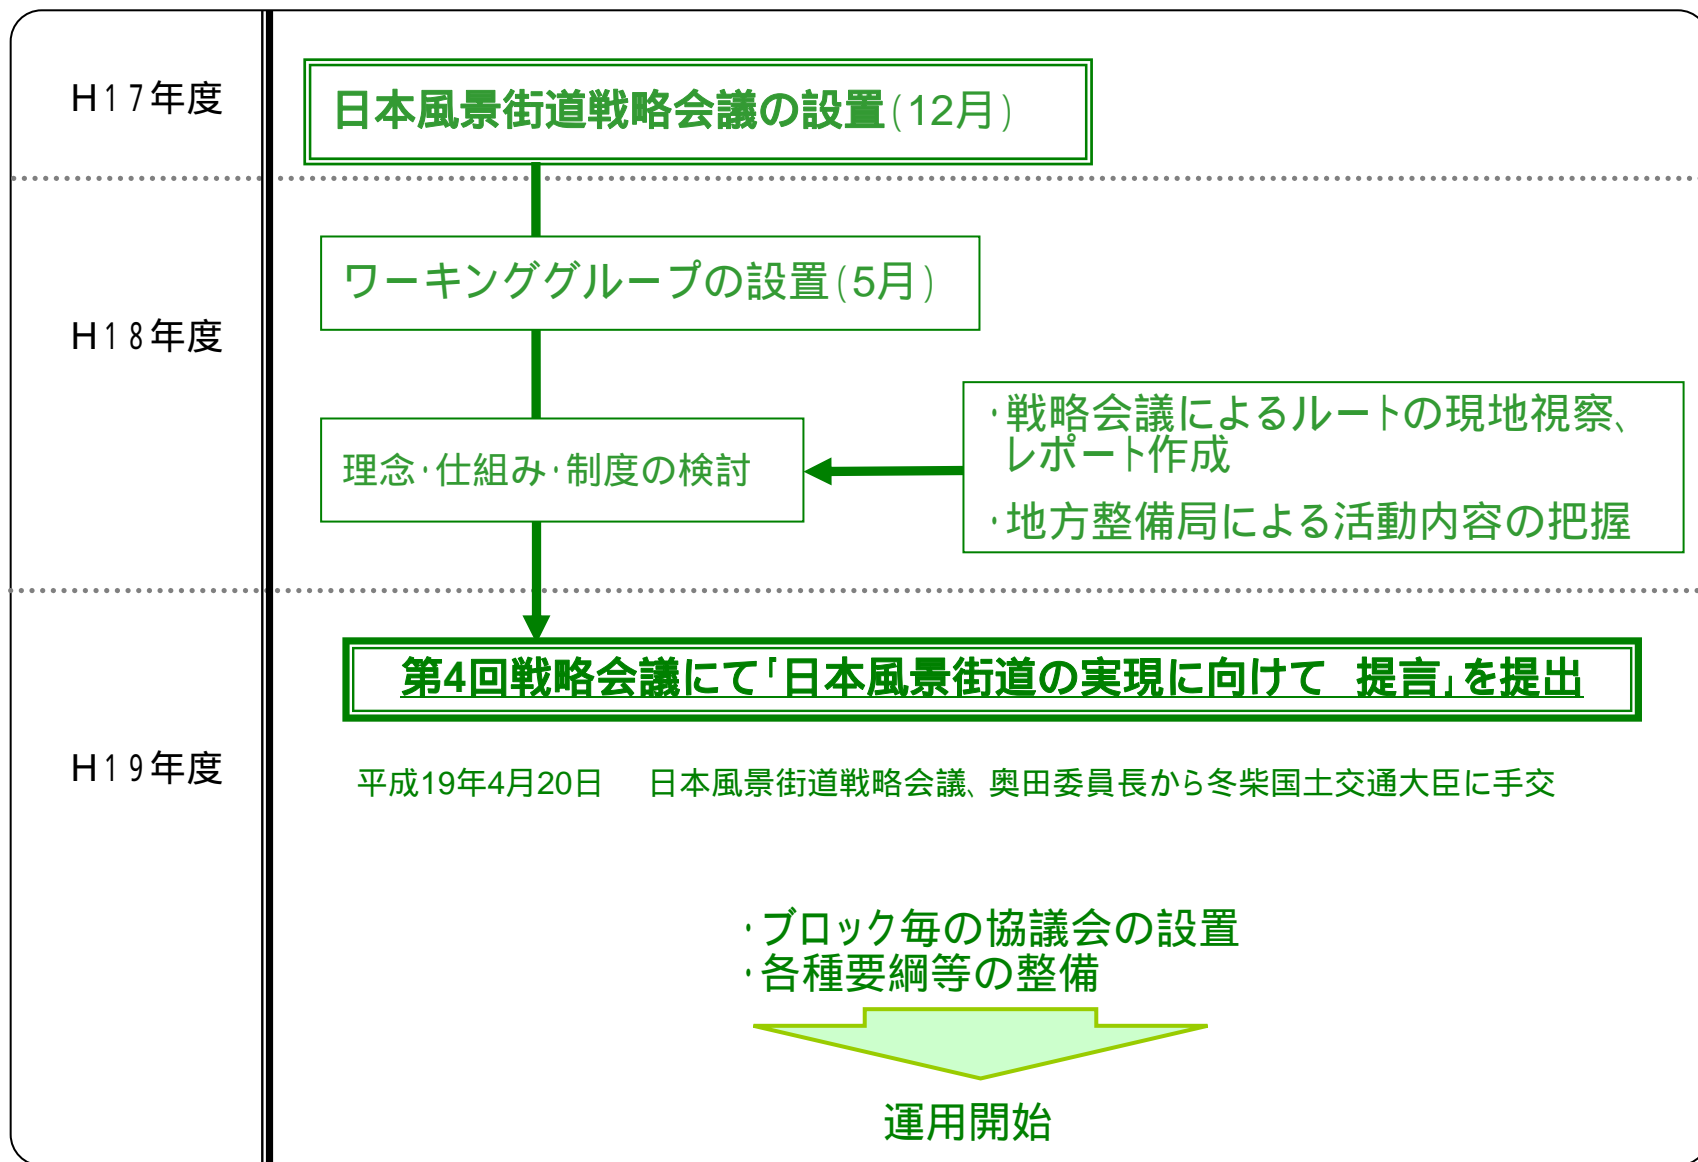 H17年度
日本風景街道戦略会議の設置(12月)
H18年度
ワーキンググループの設置(5月)
理念・仕組み・制度の検討
・戦略会議によるルートの現地視察、
レポート作成
・地方整備局による活動内容の把握
H19年度
第4回戦略会議にて「日本風景街道の実現に向けて　提言」を提出
平成19年4月20日　日本風景街道戦略会議、奥田委員長から冬柴国土交通大臣に手交
・ブロック毎の協議会の設置
・各種要綱等の整備
運用開始